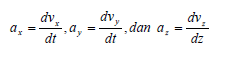 a_x = dv_x/dt, a_y = dv_y/dt, dan a_z = dv_z/dz